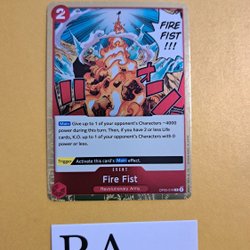 2
FIRE
FIST
!!!
Main Give up to 1 of your opponent's Characters -4000
power during this turn. Then, if you have 2 or less Life
cards, K.O. up to 1 of your opponent's Characters with 0
power or less.
Trigger Activate this card's Main effect.
EVENT
Fire Fist
Revolutionary Army